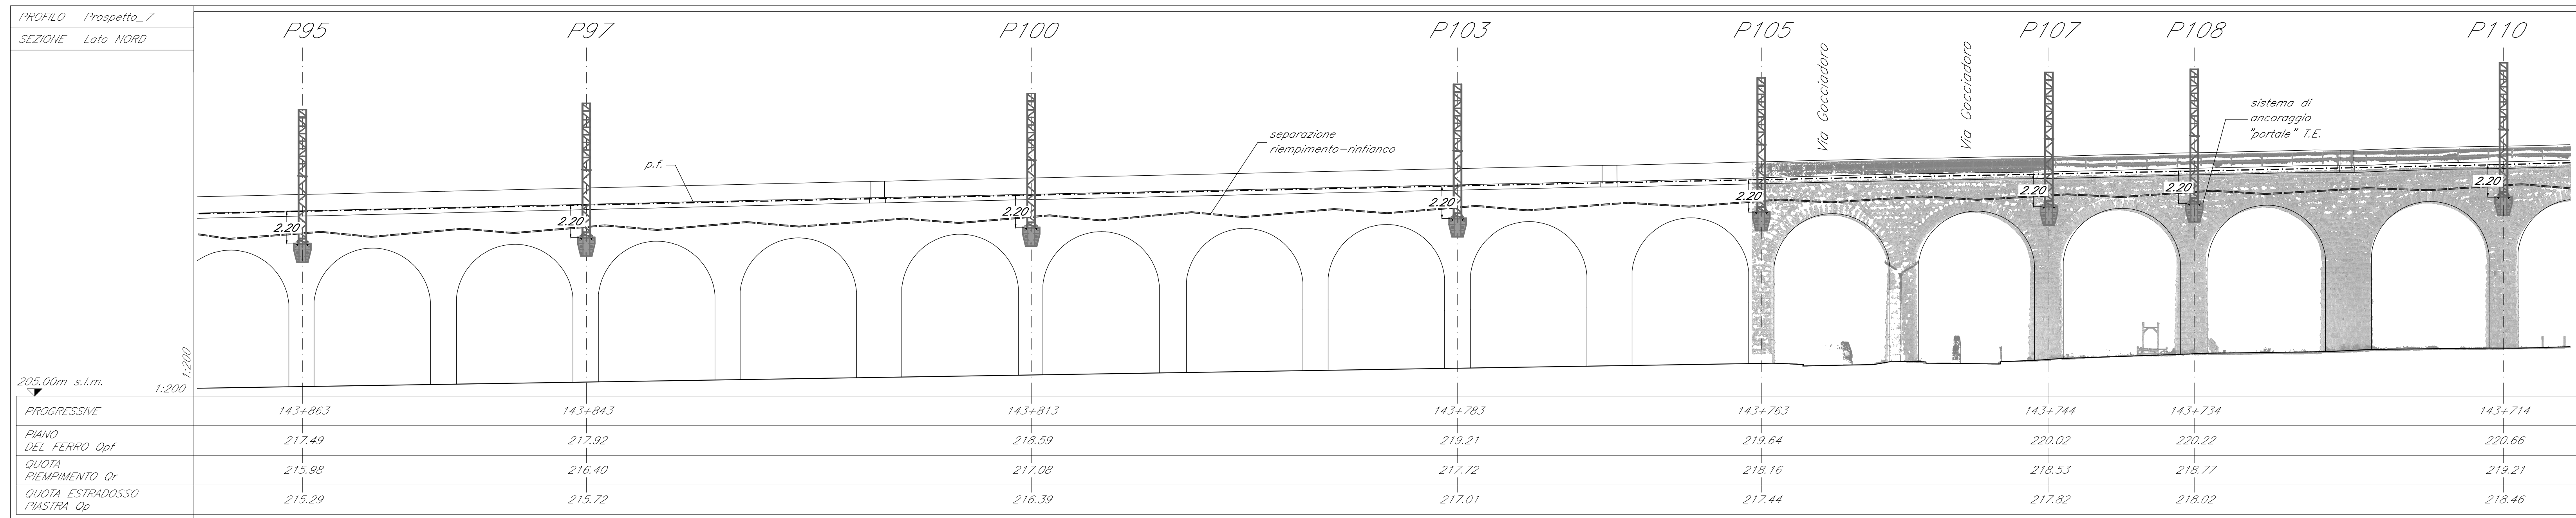 PROFILO Prospetto_7
SEZIONE Lato NORD
P95 P97 P100 P103 P105 P107 P108 P110
Via Gocciadoro
Via Gocciadoro
p.f.
separazione
riempimento-rinfianco
sistema di
ancoraggio
"portale" T.E.
2.20 2.20 2.20 2.20 2.20 2.20 2.20 2.20
1:200
205.00m s.l.m. 1:200
PROGRESSIVE 143+863 143+843 143+813 143+783 143+763 143+744 143+734 143+714
PIANO
DEL FERRO Qpf 217.49 217.92 218.59 219.21 219.64 220.02 220.22 220.66
QUOTA
RIEMPIMENTO Qr 215.98 216.40 217.08 217.72 218.16 218.53 218.77 219.21
QUOTA ESTRADOSSO
PIASTRA Qp 215.29 215.72 216.39 217.01 217.44 217.82 218.02 218.46